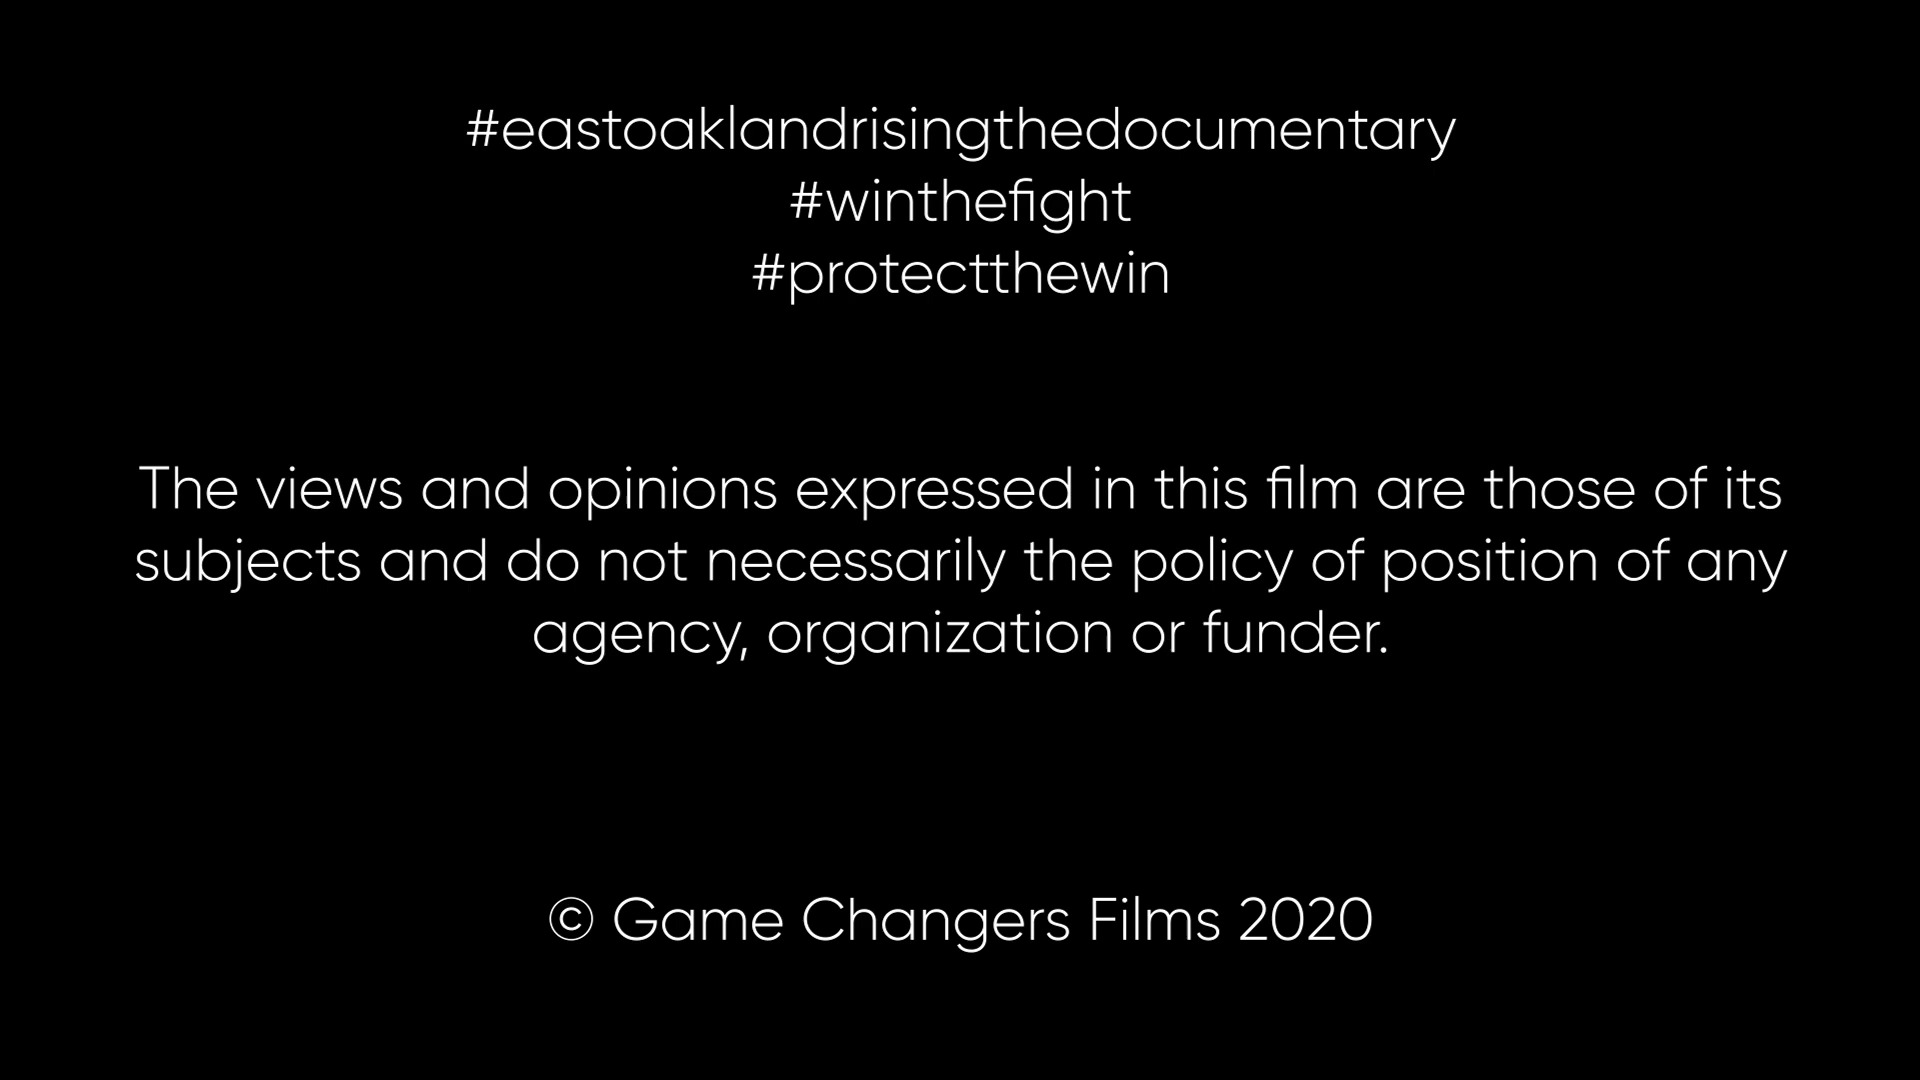 #eastoaklandrisingthedocumentary
#winthefight
#protectthewin
The views and opinions expressed in this film are those of its
subjects and do not necessarily the policy of position of any
agency, organization or funder.
© Game Changers Films 2020